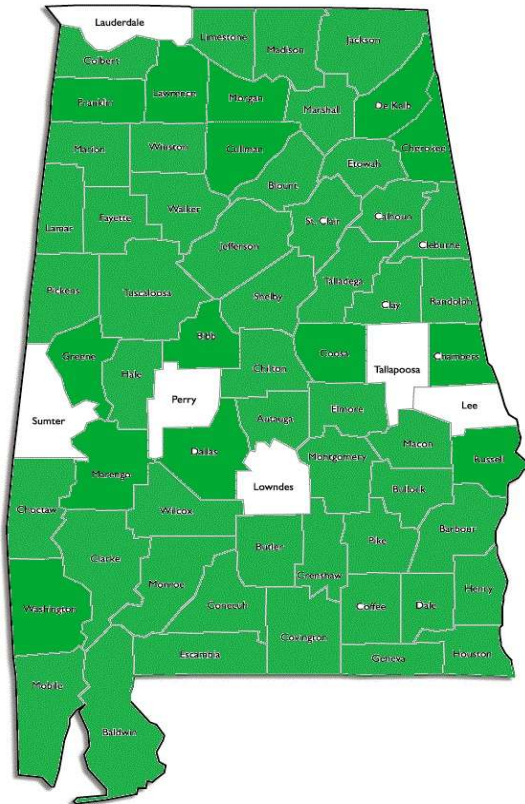 Lauderdale
Limestone
Madison
Jackson
Colbert
Franklin
Lawrence
Morgan
Marshall
De Kalb
Cherokee
Marion
Winston
Cullman
Etowah
Blount
Lamar
Fayette
Walker
Jefferson
St. Clair
Calhoun
Cleburne
Pickens
Tuscaloosa
Shelby
Talladega
Clay
Randolph
Greene
Hale
Bibb
Chilton
Coosa
Tallapoosa
Chambers
Sumter
Perry
Autauga
Elmore
Lee
Marengo
Dallas
Lowndes
Montgomery
Macon
Russell
Choctaw
Wilcox
Bullock
Clarke
Butler
Pike
Barbour
Washington
Monroe
Conecuh
Crenshaw
Coffee
Dale
Henry
Mobile
Escambia
Covington
Geneva
Houston
Baldwin